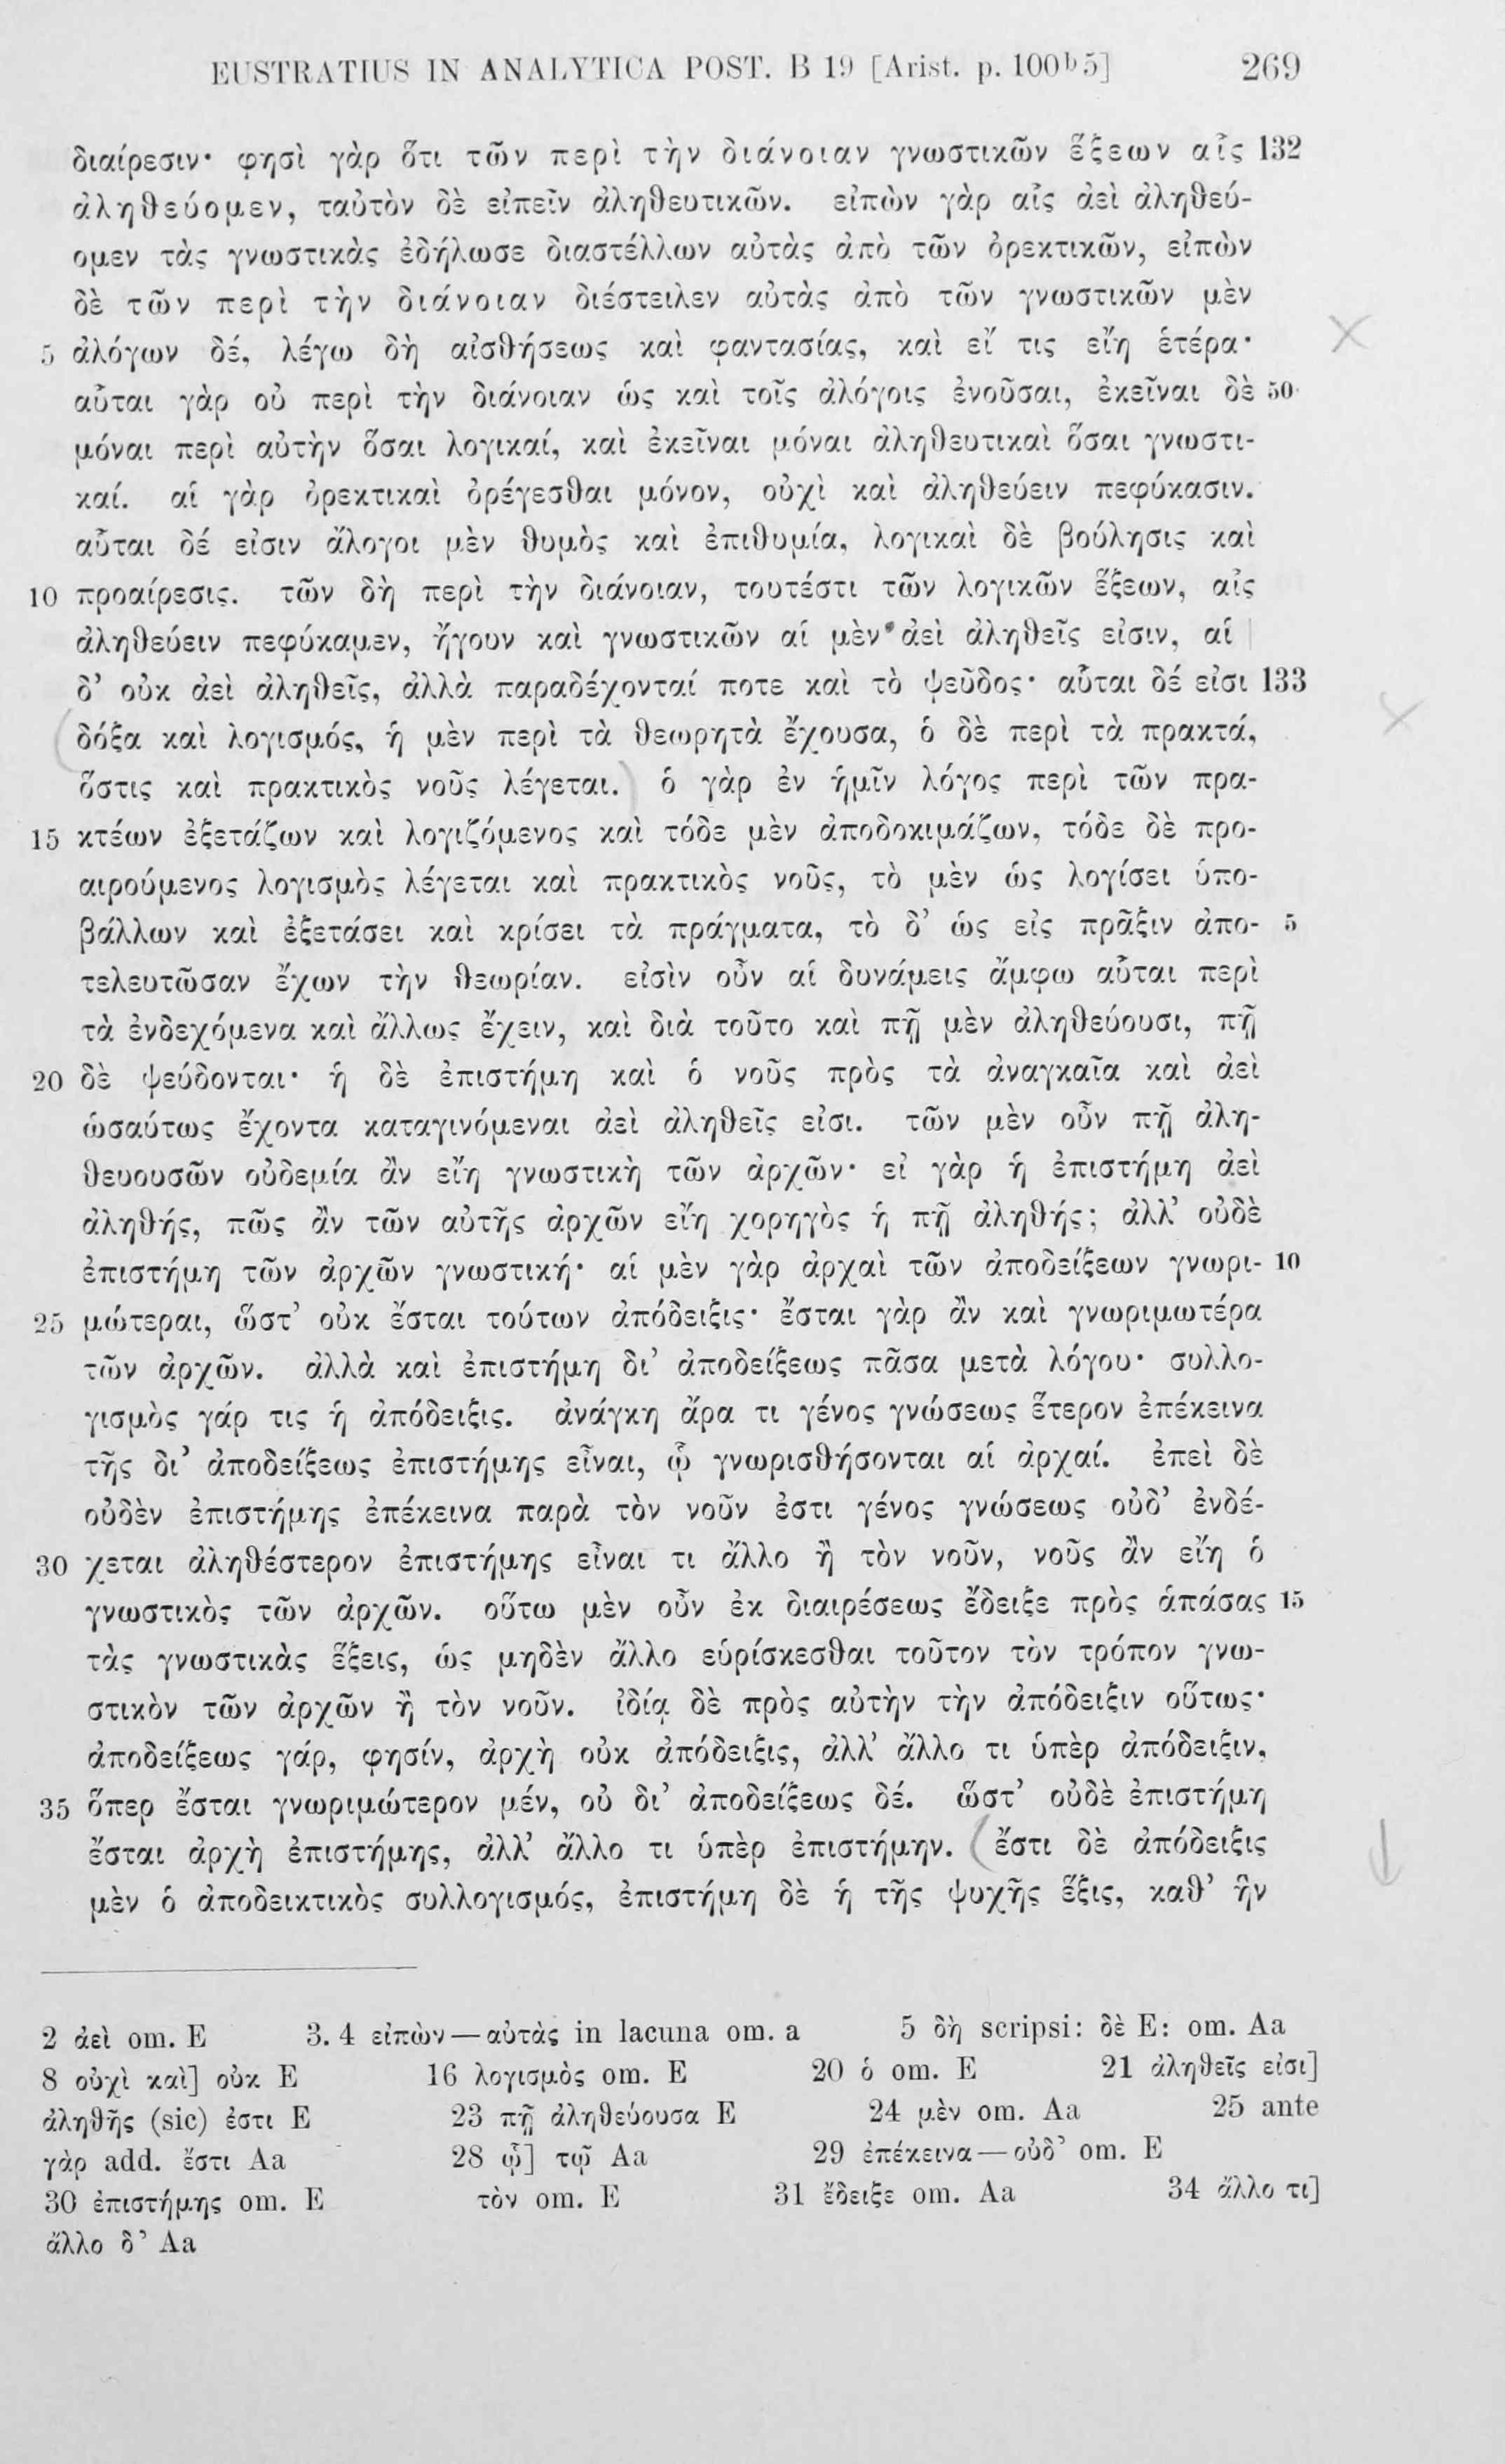 EUSTRATIUS IN ANALYTICA POST. B 19 [Arist. p. 100ᵇ5] 269
διαίρεσιν· φησὶ γὰρ ὅτι τῶν περὶ τὴν διάνοιαν γνωστικῶν ἕξεων αἷς 132
ἀληθεύομεν, ταὐτὸν δὲ εἰπεῖν ἀληθευτικῶν. εἰπὼν γὰρ αἷς ἀεὶ ἀληθεύ-
ομεν τὰς γνωστικὰς ἐδήλωσε διαστέλλων αὐτὰς ἀπὸ τῶν ὀρεκτικῶν, εἰπὼν
δὲ τῶν περὶ τὴν διάνοιαν διέστειλεν αὐτὰς ἀπὸ τῶν γνωστικῶν μὲν
5 ἀλόγων δέ, λέγω δὴ αἰσθήσεως καὶ φαντασίας, καὶ εἴ τις εἴη ἑτέρα·
αὗται γὰρ οὐ περὶ τὴν διάνοιαν ὡς καὶ τοῖς ἀλόγοις ἐνοῦσαι, ἐκεῖναι δὲ 50
μόναι περὶ αὐτὴν ὅσαι λογικαί, καὶ ἐκεῖναι μόναι ἀληθευτικαὶ ὅσαι γνωστι-
καί. αἱ γὰρ ὀρεκτικαὶ ὀρέγεσθαι μόνον, οὐχὶ καὶ ἀληθεύειν πεφύκασιν.
αὗται δέ εἰσιν ἄλογοι μὲν θυμὸς καὶ ἐπιθυμία, λογικαὶ δὲ βούλησις καὶ
10 προαίρεσις. τῶν δὴ περὶ τὴν διάνοιαν, τουτέστι τῶν λογικῶν ἕξεων, αἷς
ἀληθεύειν πεφύκαμεν, ἤγουν καὶ γνωστικῶν αἱ μὲν ἀεὶ ἀληθεῖς εἰσιν, αἱ
δ’ οὐκ ἀεὶ ἀληθεῖς, ἀλλὰ παραδέχονταί ποτε καὶ τὸ ψεῦδος· αὗται δέ εἰσι 133
δόξα καὶ λογισμός, ἡ μὲν περὶ τὰ θεωρητὰ ἔχουσα, ὁ δὲ περὶ τὰ πρακτά,
ὅστις καὶ πρακτικὸς νοῦς λέγεται. ὁ γὰρ ἐν ἡμῖν λόγος περὶ τῶν πρα-
15 κτέων ἐξετάζων καὶ λογιζόμενος καὶ τόδε μὲν ἀποδοκιμάζων, τόδε δὲ προ-
αιρούμενος λογισμὸς λέγεται καὶ πρακτικὸς νοῦς, τὸ μὲν ὡς λογίσει ὑπο-
βάλλων καὶ ἐξετάσει καὶ κρίσει τὰ πράγματα, τὸ δ’ ὡς εἰς πρᾶξιν ἀπο- 5
τελευτῶσαν ἔχων τὴν θεωρίαν. εἰσὶν οὖν αἱ δυνάμεις ἄμφω αὗται περὶ
τὰ ἐνδεχόμενα καὶ ἄλλως ἔχειν, καὶ διὰ τοῦτο καὶ πῇ μὲν ἀληθεύουσι, πῇ
20 δὲ ψεύδονται· ἡ δὲ ἐπιστήμη καὶ ὁ νοῦς πρὸς τὰ ἀναγκαῖα καὶ ἀεὶ
ὡσαύτως ἔχοντα καταγινόμεναι ἀεὶ ἀληθεῖς εἰσι. τῶν μὲν οὖν πῇ ἀλη-
θευουσῶν οὐδεμία ἂν εἴη γνωστικὴ τῶν ἀρχῶν· εἰ γὰρ ἡ ἐπιστήμη ἀεὶ
ἀληθής, πῶς ἂν τῶν αὐτῆς ἀρχῶν εἴη χορηγὸς ἡ πῇ ἀληθής; ἀλλ’ οὐδὲ
ἐπιστήμη τῶν ἀρχῶν γνωστική· αἱ μὲν γὰρ ἀρχαὶ τῶν ἀποδείξεων γνωρι- 10
25 μώτεραι, ὥστ’ οὐκ ἔσται τούτων ἀπόδειξις· ἔσται γὰρ ἂν καὶ γνωριμωτέρα
τῶν ἀρχῶν. ἀλλὰ καὶ ἐπιστήμη δι’ ἀποδείξεως πᾶσα μετὰ λόγου· συλλο-
γισμὸς γάρ τις ἡ ἀπόδειξις. ἀνάγκη ἄρα τι γένος γνώσεως ἕτερον ἐπέκεινα
τῆς δι’ ἀποδείξεως ἐπιστήμης εἶναι, ᾧ γνωρισθήσονται αἱ ἀρχαί. ἐπεὶ δὲ
οὐδὲν ἐπιστήμης ἐπέκεινα παρὰ τὸν νοῦν ἐστι γένος γνώσεως οὐδ’ ἐνδέ-
30 χεται ἀληθέστερον ἐπιστήμης εἶναι τι ἄλλο ἢ τὸν νοῦν, νοῦς ἂν εἴη ὁ
γνωστικὸς τῶν ἀρχῶν. οὕτω μὲν οὖν ἐκ διαιρέσεως ἔδειξε πρὸς ἁπάσας 15
τὰς γνωστικὰς ἕξεις, ὡς μηδὲν ἄλλο εὑρίσκεσθαι τοῦτον τὸν τρόπον γνω-
στικὸν τῶν ἀρχῶν ἢ τὸν νοῦν. ἰδίᾳ δὲ πρὸς αὐτὴν τὴν ἀπόδειξιν οὕτως·
ἀποδείξεως γάρ, φησίν, ἀρχὴ οὐκ ἀπόδειξις, ἀλλ’ ἄλλο τι ὑπὲρ ἀπόδειξιν,
35 ὅπερ ἔσται γνωριμώτερον μέν, οὐ δι’ ἀποδείξεως δέ. ὥστ’ οὐδὲ ἐπιστήμη
ἔσται ἀρχὴ ἐπιστήμης, ἀλλ’ ἄλλο τι ὑπὲρ ἐπιστήμην. ἔστι δὲ ἀπόδειξις
μὲν ὁ ἀποδεικτικὸς συλλογισμός, ἐπιστήμη δὲ ἡ τῆς ψυχῆς ἕξις, καθ’ ἣν
2 ἀεὶ om. E 3. 4 εἰπὼν — αὐτὰς in lacuna om. a 5 δὴ scripsi: δὲ E: om. Aa
8 οὐχὶ καὶ] οὐκ E 16 λογισμὸς om. E 20 ὁ om. E 21 ἀληθεῖς εἰσι]
ἀληθῆς (sic) ἐστι E 23 πῇ ἀληθεύουσα E 24 μὲν om. Aa 25 ante
γὰρ add. ἔστι Aa 28 ᾧ] τῷ Aa 29 ἐπέκεινα — οὐδ’ om. E
30 ἐπιστήμης om. E τὸν om. E 31 ἔδειξε om. Aa 34 ἄλλο τι]
ἄλλο δ’ Aa